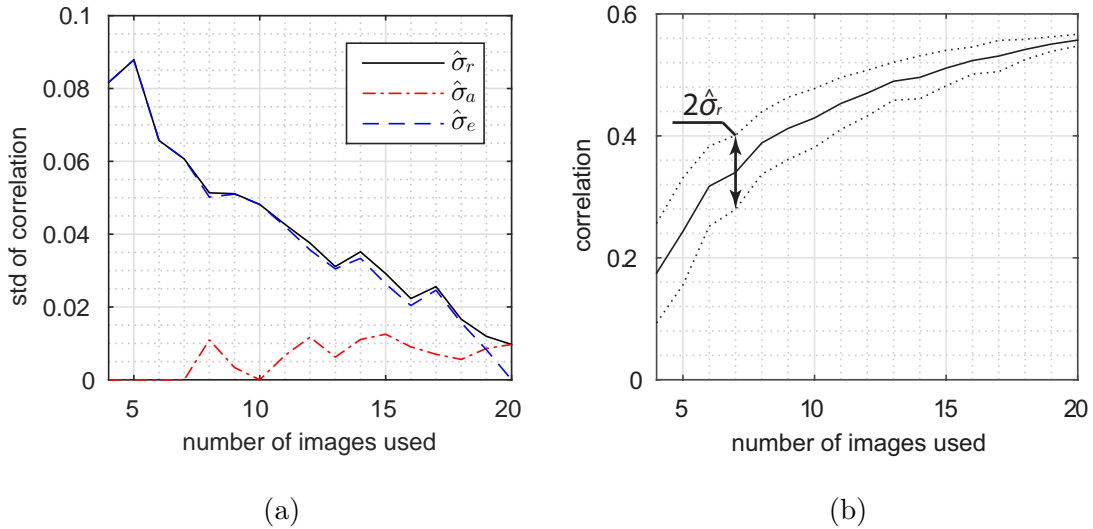 0.1
0.08
0.06
0.04
0.02
0
5
10
15
20
std of correlation
number of images used
σ̂r
σ̂a
σ̂e
(a)
0.6
0.4
0.2
0
5
10
15
20
correlation
number of images used
2σ̂r
(b)